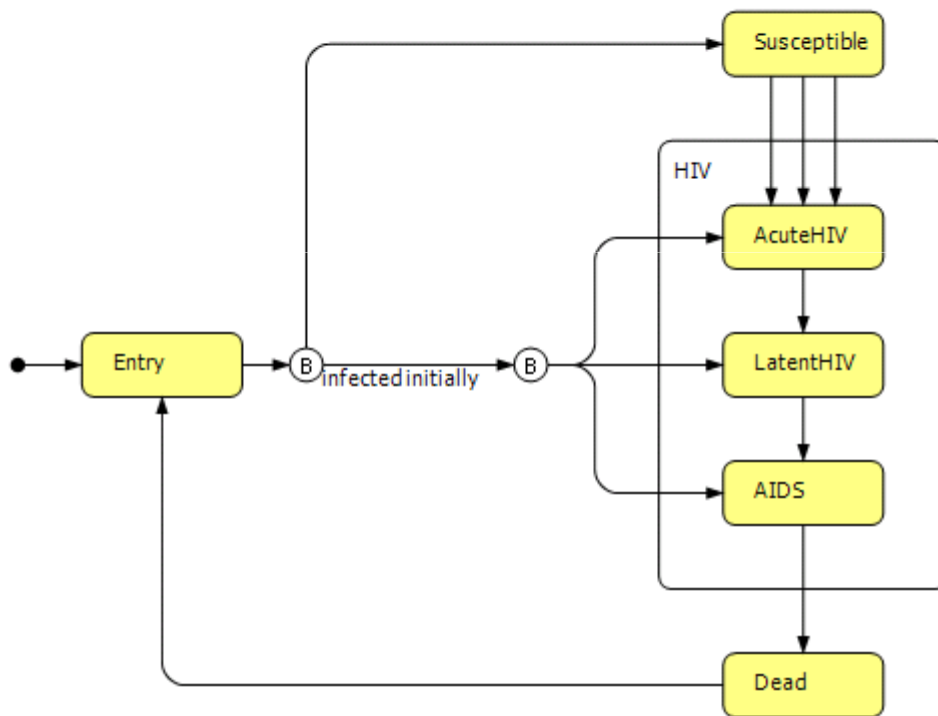 Susceptible
HIV
AcuteHIV
Entry
B
infected initially
B
LatentHIV
AIDS
Dead